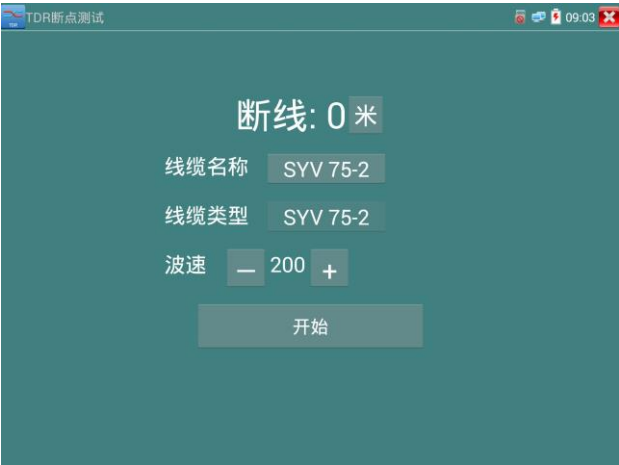 TDR断点测试 09:03
断线: 0 米
线缆名称 SYV 75-2
线缆类型 SYV 75-2
波速 — 200 +
开始